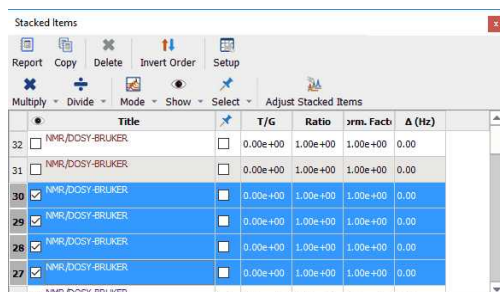 Stacked Items
x
Report Copy Delete Invert Order Setup
Multiply Divide Mode Show Select Adjust Stacked Items
Title T/G Ratio orm. Facto Δ (Hz)
32 NMR/DOSY-BRUKER 0.00e+00 1.00e+00 1.00e+00 0.00
31 NMR/DOSY-BRUKER 0.00e+00 1.00e+00 1.00e+00 0.00
30 NMR/DOSY-BRUKER 0.00e+00 1.00e+00 1.00e+00 0.00
29 NMR/DOSY-BRUKER 0.00e+00 1.00e+00 1.00e+00 0.00
28 NMR/DOSY-BRUKER 0.00e+00 1.00e+00 1.00e+00 0.00
27 NMR/DOSY-BRUKER 0.00e+00 1.00e+00 1.00e+00 0.00
NMR/DOSY-BRUKER